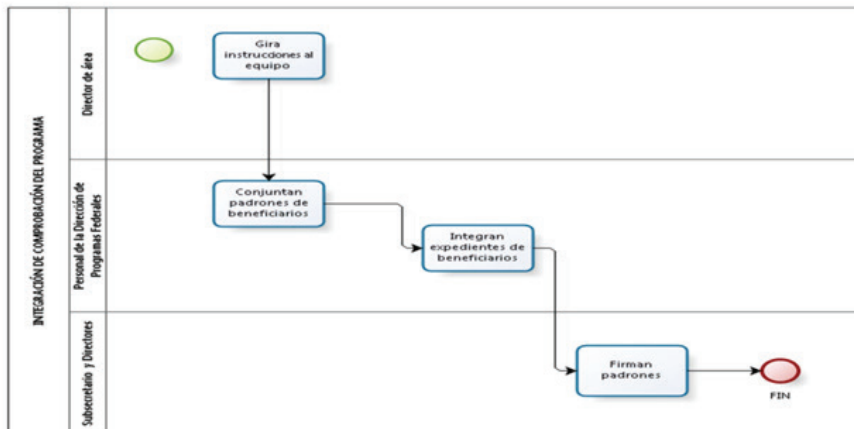 INTEGRACIÓN DE COMPROBACIÓN DEL PROGRAMA
Director de área
Gira
instrucciones al
equipo
Personal de la Dirección de
Programas Federales
Conjuntan
padrones de
beneficiarios
Integran
expedientes de
beneficiarios
Subsecretario y Directores
Firman
padrones
FIN